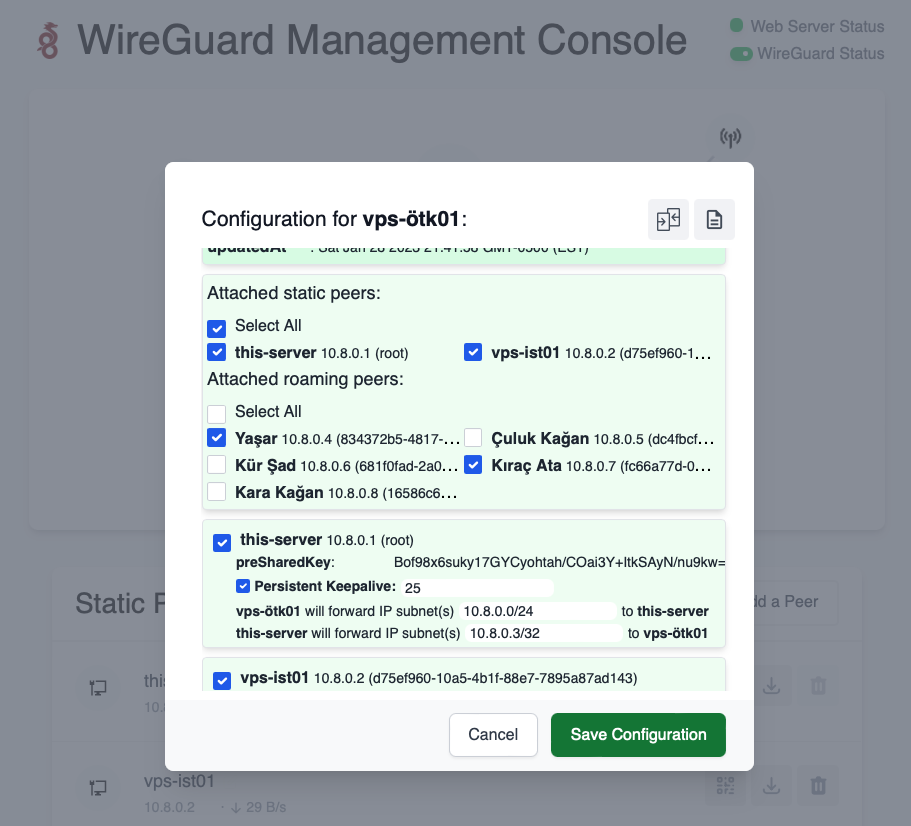 WireGuard Management Console
Web Server Status
WireGuard Status
Configuration for vps-ötk01:
updatedAt : Sat Jan 28 2023 21:41:58 GMT-0500 (EST)
Attached static peers:
Select All
this-server 10.8.0.1 (root)
vps-ist01 10.8.0.2 (d75ef960-1...
Attached roaming peers:
Select All
Yaşar 10.8.0.4 (834372b5-4817-...
Çuluk Kağan 10.8.0.5 (dc4fbcf...
Kür Şad 10.8.0.6 (681f0fad-2a0...
Kıraç Ata 10.8.0.7 (fc66a77d-0...
Kara Kağan 10.8.0.8 (16586c6...
this-server 10.8.0.1 (root)
preSharedKey: Bof98x6suky17GYCyohtah/COai3Y+ltkSAyN/nu9kw=
Persistent Keepalive: 25
vps-ötk01 will forward IP subnet(s) 10.8.0.0/24 to this-server
this-server will forward IP subnet(s) 10.8.0.3/32 to vps-ötk01
vps-ist01 10.8.0.2 (d75ef960-10a5-4b1f-88e7-7895a87ad143)
Cancel
Save Configuration
Static
a Peer
vps-ist01
10.8.0.2 · ↓ 29 B/s